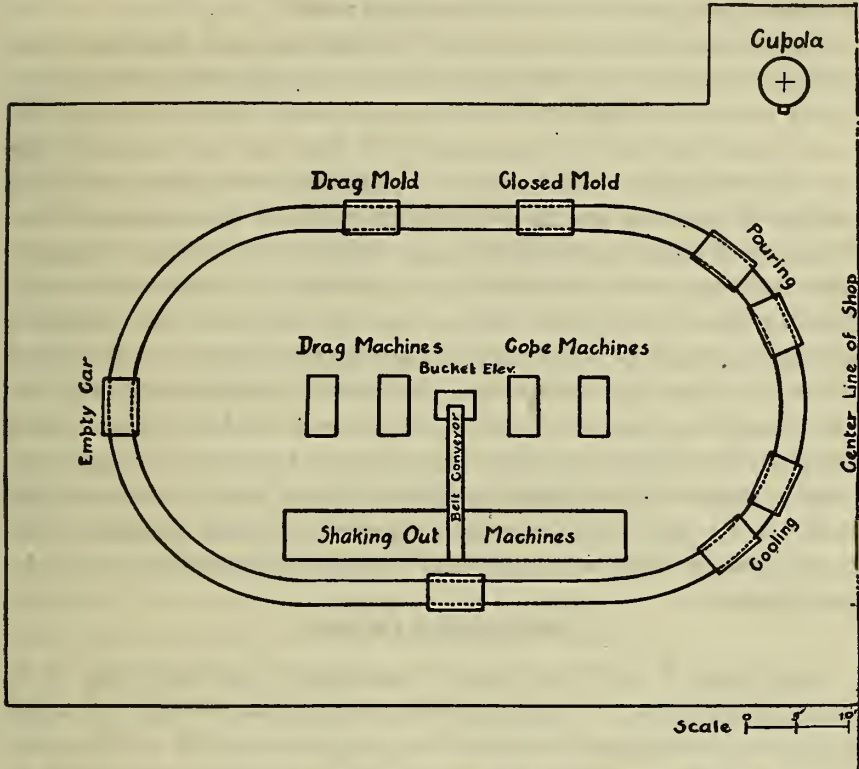 Cupola
Drag Mold Closed Mold
Pouring
Drag Machines Cope Machines
Bucket Elev.
Empty Car
Belt Conveyor
Center Line of Shop
Shaking Out Machines
Cooling
Scale 0 5' 10'